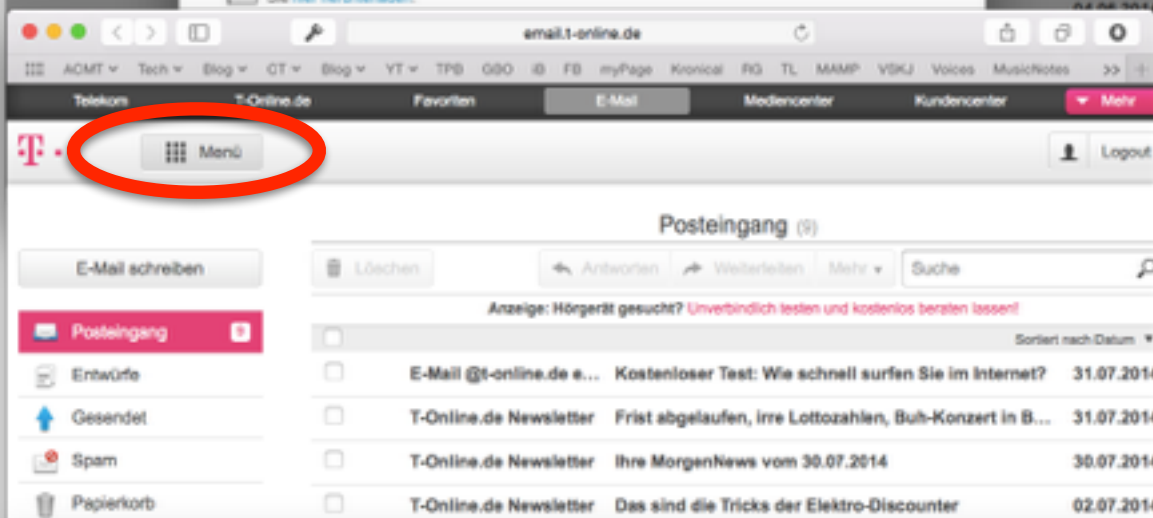 email.t-online.de
ACMT Tech Blog CT Blog YT TPB GBO IB FB myPage Kronical RG TL MAMP VSKJ Voices MusicNotes >>
Telekom T-Online.de Favoriten E-Mail Mediencenter Kundencenter Mehr
T Menü Logout
Posteingang (9)
E-Mail schreiben Löschen Antworten Weiterleiten Mehr Suche
Anzeige: Hörgerät gesucht? Unverbindlich testen und kostenlos beraten lassen!
Posteingang 9
Sortiert nach Datum
Entwürfe E-Mail @t-online.de e... Kostenloser Test: Wie schnell surfen Sie im Internet? 31.07.2014
Gesendet T-Online.de Newsletter Frist abgelaufen, irre Lottozahlen, Buh-Konzert in B... 31.07.2014
Spam T-Online.de Newsletter Ihre MorgenNews vom 30.07.2014 30.07.2014
Papierkorb T-Online.de Newsletter Das sind die Tricks der Elektro-Discounter 02.07.2014